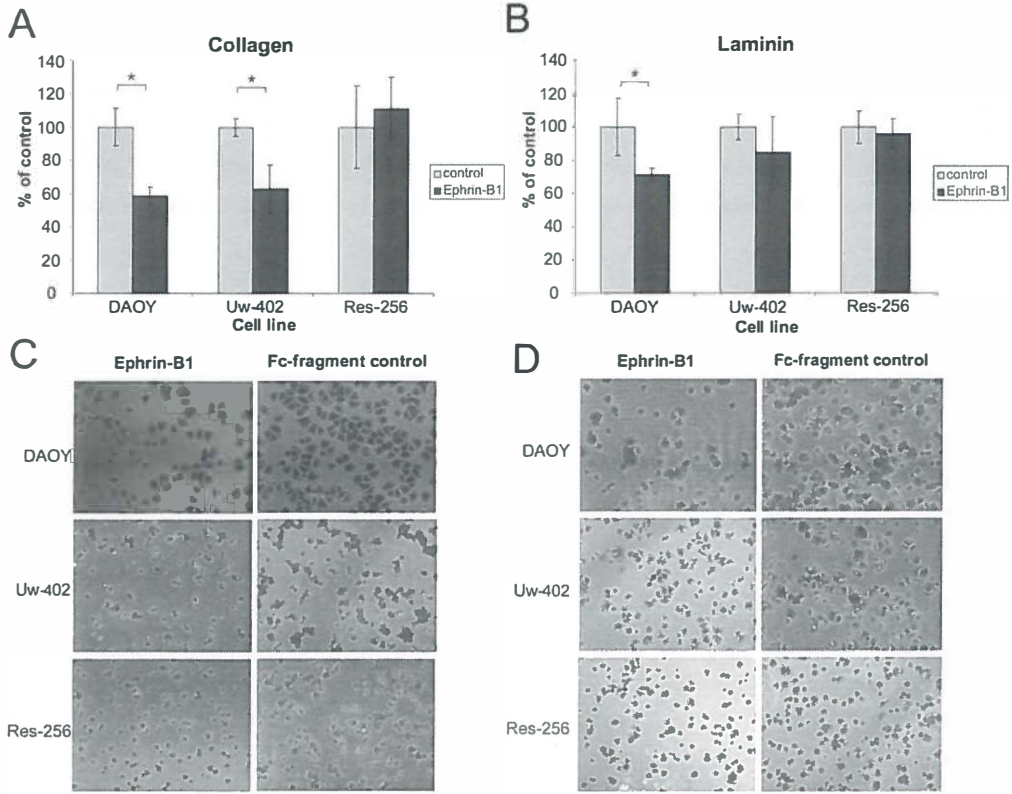 A
Collagen
140
120
100
80
60
40
20
0
% of control
*
*
control
Ephrin-B1
DAOY Uw-402 Res-256
Cell line
B
Laminin
140
120
100
80
60
40
20
0
% of control
*
control
Ephrin-B1
DAOY Uw-402 Res-256
Cell line
C
Ephrin-B1 Fc-fragment control
DAOY
Uw-402
Res-256
D
Ephrin-B1 Fc-fragment control
DAOY
Uw-402
Res-256